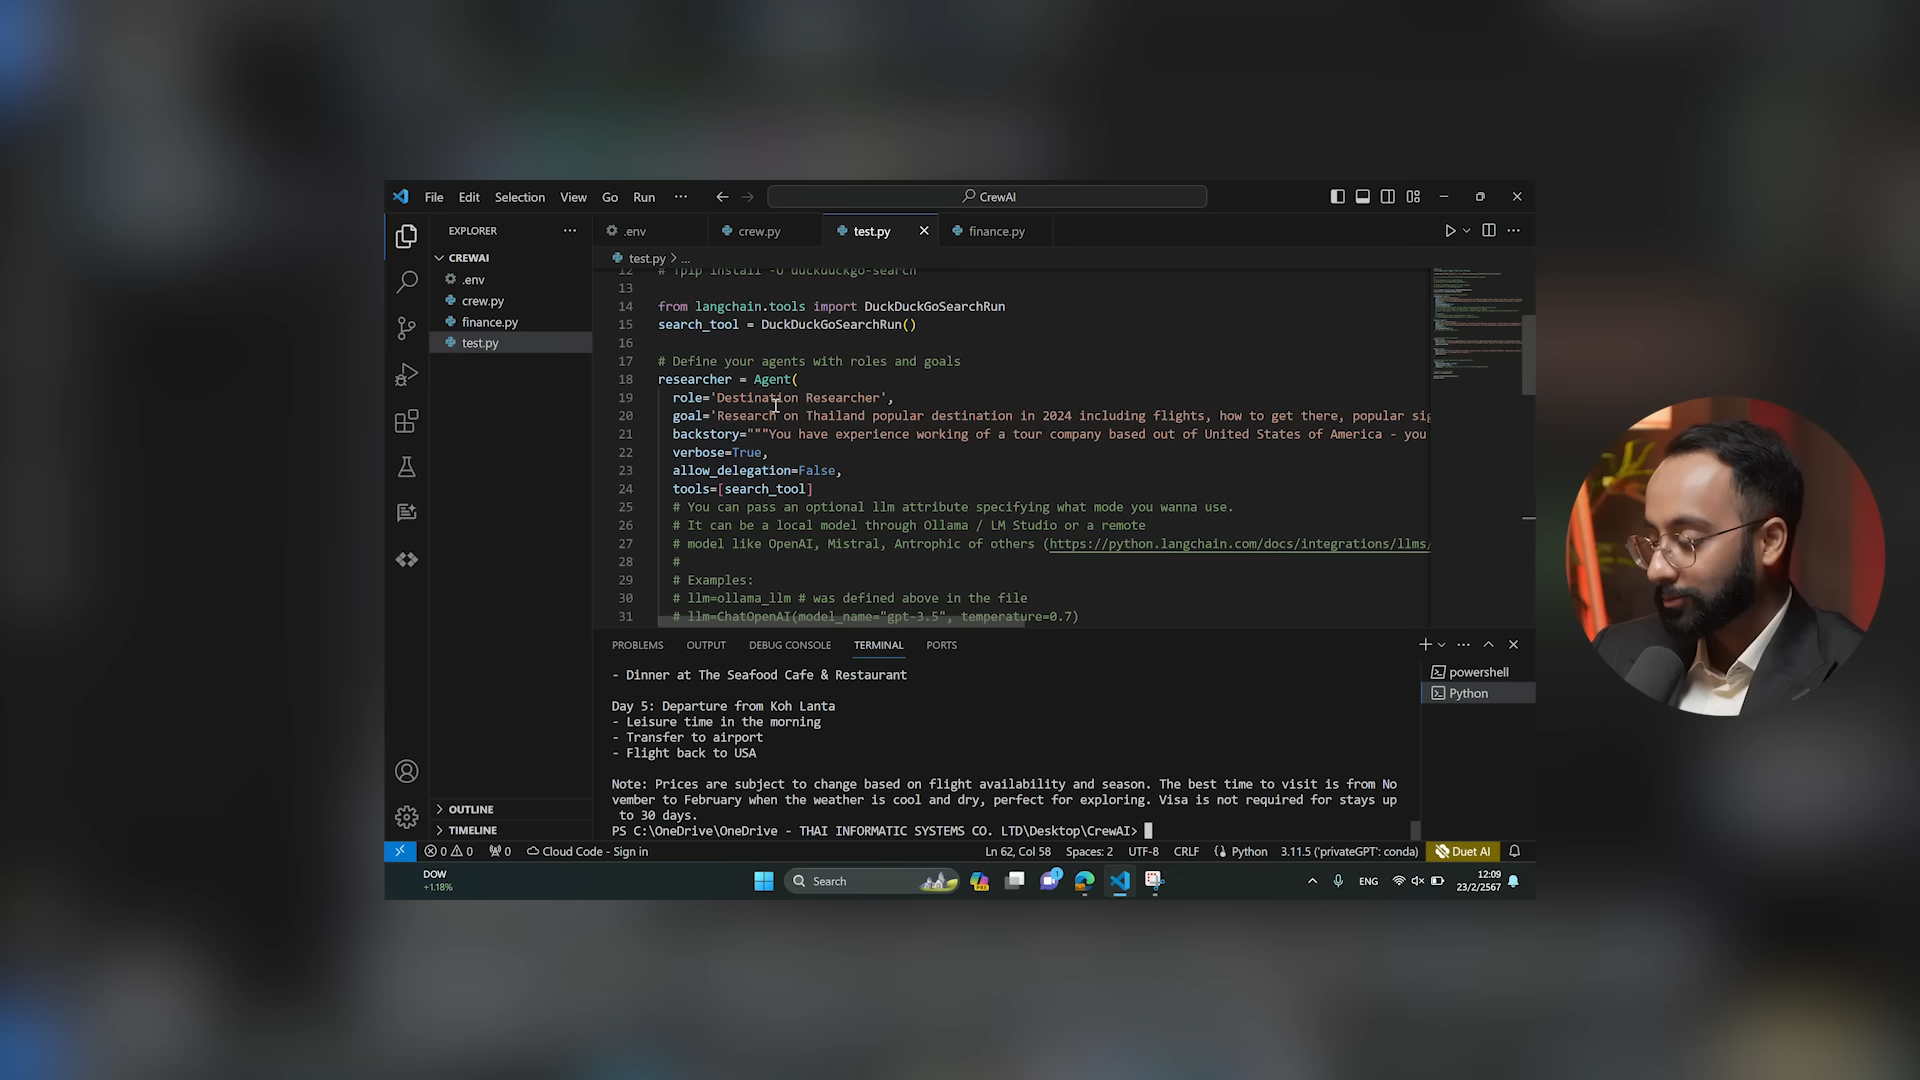 File Edit Selection View Go Run ··· CrewAI
EXPLORER ···
CREWAI
.env
crew.py
finance.py
test.py
OUTLINE
TIMELINE
.env crew.py test.py finance.py
test.py > ...
12 # !pip install -U duckduckgo-search
13
14 from langchain.tools import DuckDuckGoSearchRun
15 search_tool = DuckDuckGoSearchRun()
16
17 # Define your agents with roles and goals
18 researcher = Agent(
19 role='Destination Researcher',
20 goal='Research on Thailand popular destination in 2024 including flights, how to get there, popular sig
21 backstory="""You have experience working of a tour company based out of United States of America - you
22 verbose=True,
23 allow_delegation=False,
24 tools=[search_tool]
25 # You can pass an optional llm attribute specifying what mode you wanna use.
26 # It can be a local model through Ollama / LM Studio or a remote
27 # model like OpenAI, Mistral, Antrophic of others (https://python.langchain.com/docs/integrations/llms/
28 #
29 # Examples:
30 # llm=ollama_llm # was defined above in the file
31 # llm=ChatOpenAI(model_name="gpt-3.5", temperature=0.7)
PROBLEMS OUTPUT DEBUG CONSOLE TERMINAL PORTS
powershell
Python
- Dinner at The Seafood Cafe & Restaurant
Day 5: Departure from Koh Lanta
- Leisure time in the morning
- Transfer to airport
- Flight back to USA
Note: Prices are subject to change based on flight availability and season. The best time to visit is from No
vember to February when the weather is cool and dry, perfect for exploring. Visa is not required for stays up
to 30 days.
PS C:\OneDrive\OneDrive - THAI INFORMATIC SYSTEMS CO. LTD\Desktop\CrewAI>
0 0 0 Cloud Code - Sign in Ln 62, Col 58 Spaces: 2 UTF-8 CRLF Python 3.11.5 ('privateGPT': conda) Duet AI
DOW
+1.18%
Search
ENG
12:09
23/2/2567